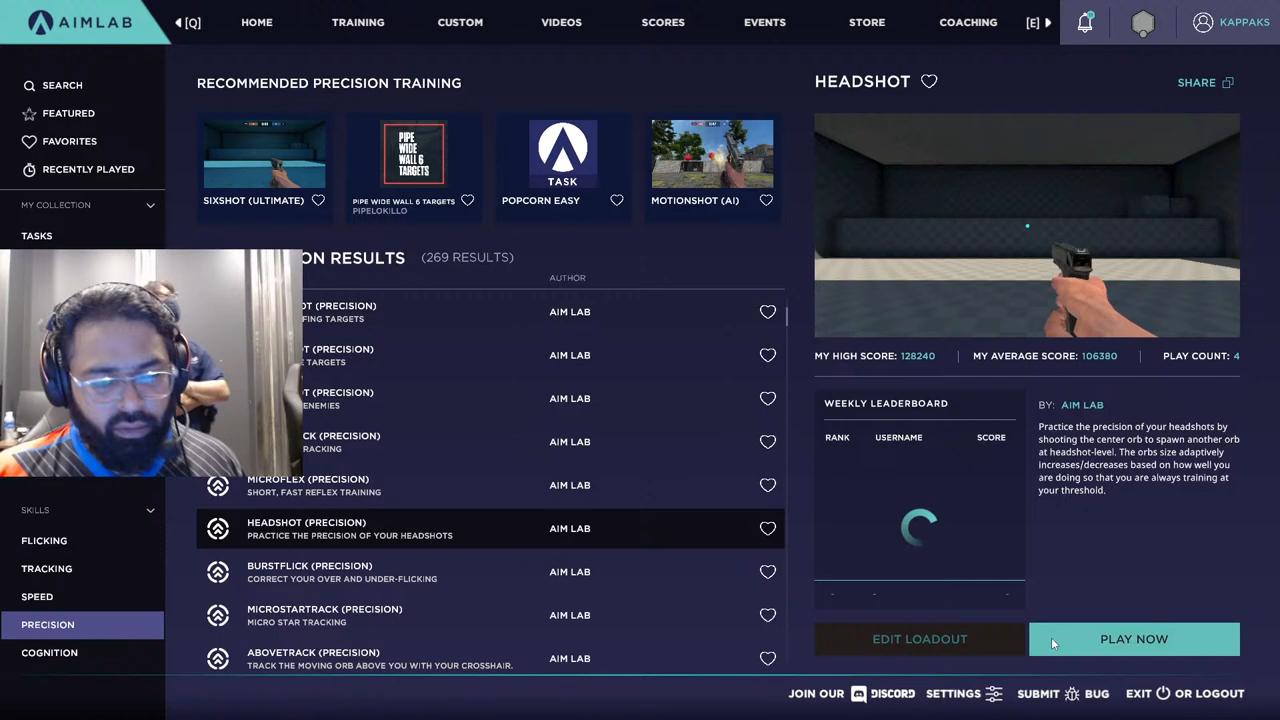 AIMLAB
[Q]
HOME
TRAINING
CUSTOM
VIDEOS
SCORES
EVENTS
STORE
COACHING
[E]
KAPPAKS
SEARCH
FEATURED
FAVORITES
RECENTLY PLAYED
MY COLLECTION
TASKS
SKILLS
FLICKING
TRACKING
SPEED
PRECISION
COGNITION
RECOMMENDED PRECISION TRAINING
SIXSHOT (ULTIMATE)
PIPE
WIDE
WALL 6
TARGETS
PIPE WIDE WALL 6 TARGETS
PIPELOKILLO
TASK
POPCORN EASY
MOTIONSHOT (AI)
ON RESULTS (269 RESULTS)
AUTHOR
OT (PRECISION)
FING TARGETS
AIM LAB
OT (PRECISION)
E TARGETS
AIM LAB
OT (PRECISION)
ENEMIES
AIM LAB
CK (PRECISION)
RACKING
AIM LAB
MICROFLEX (PRECISION)
SHORT, FAST REFLEX TRAINING
AIM LAB
HEADSHOT (PRECISION)
PRACTICE THE PRECISION OF YOUR HEADSHOTS
AIM LAB
BURSTFLICK (PRECISION)
CORRECT YOUR OVER AND UNDER-FLICKING
AIM LAB
MICROSTARTRACK (PRECISION)
MICRO STAR TRACKING
AIM LAB
ABOVETRACK (PRECISION)
TRACK THE MOVING ORB ABOVE YOU WITH YOUR CROSSHAIR.
AIM LAB
HEADSHOT
SHARE
MY HIGH SCORE: 128240
MY AVERAGE SCORE: 106380
PLAY COUNT: 4
WEEKLY LEADERBOARD
RANK
USERNAME
SCORE
- - -
BY: AIM LAB
Practice the precision of your headshots by
shooting the center orb to spawn another orb
at headshot-level. The orbs size adaptively
increases/decreases based on how well you
are doing so that you are always training at
your threshold.
EDIT LOADOUT
PLAY NOW
JOIN OUR DISCORD
SETTINGS
SUBMIT BUG
EXIT OR LOGOUT